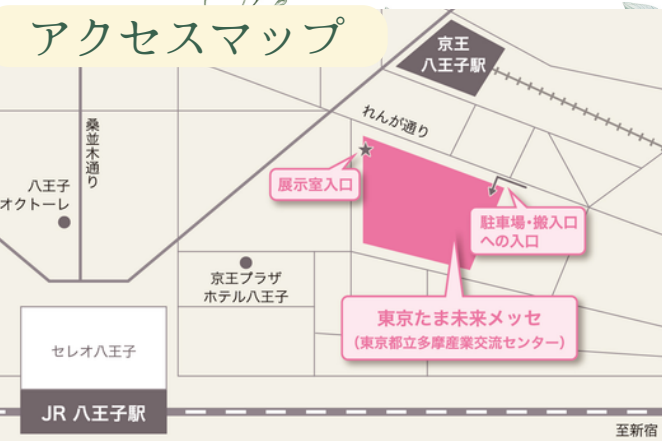 アクセスマップ
京王
八王子駅
れんが通り
桑並木通り
展示室入口
八王子
オクトーレ
駐車場・搬入口
への入口
京王プラザ
ホテル八王子
東京たま未来メッセ
（東京都立多摩産業交流センター）
セレオ八王子
JR 八王子駅
至新宿